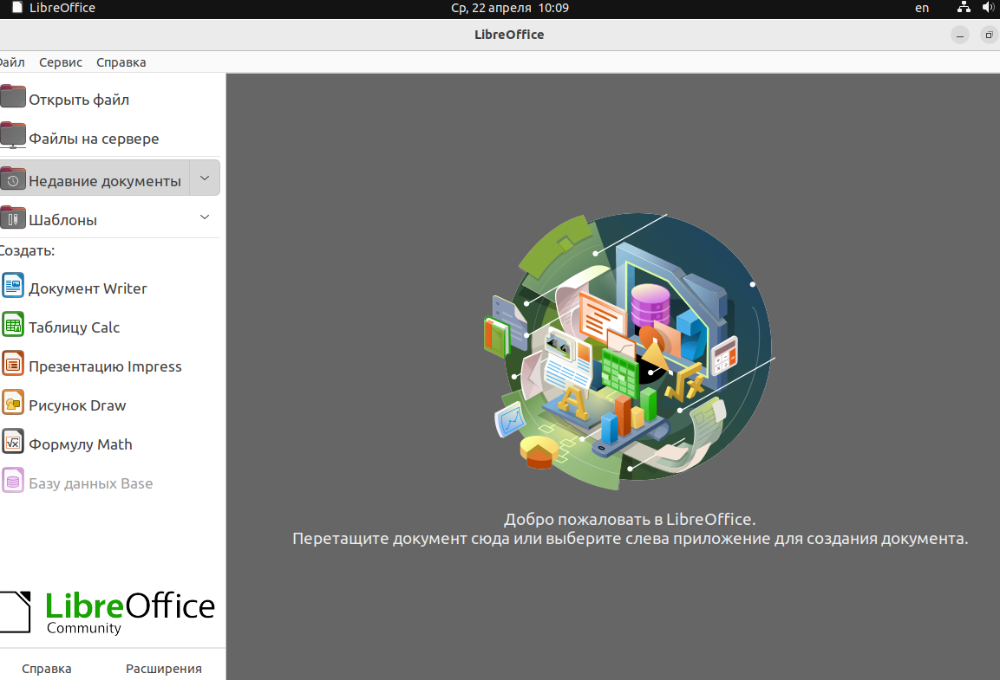 LibreOffice Ср, 22 апреля 10:09 en
LibreOffice
Файл Сервис Справка
Открыть файл
Файлы на сервере
Недавние документы
Шаблоны
Создать:
Документ Writer
Таблицу Calc
Презентацию Impress
Рисунок Draw
Формулу Math
Базу данных Base
Добро пожаловать в LibreOffice.
Перетащите документ сюда или выберите слева приложение для создания документа.
LibreOffice
Community
Справка Расширения